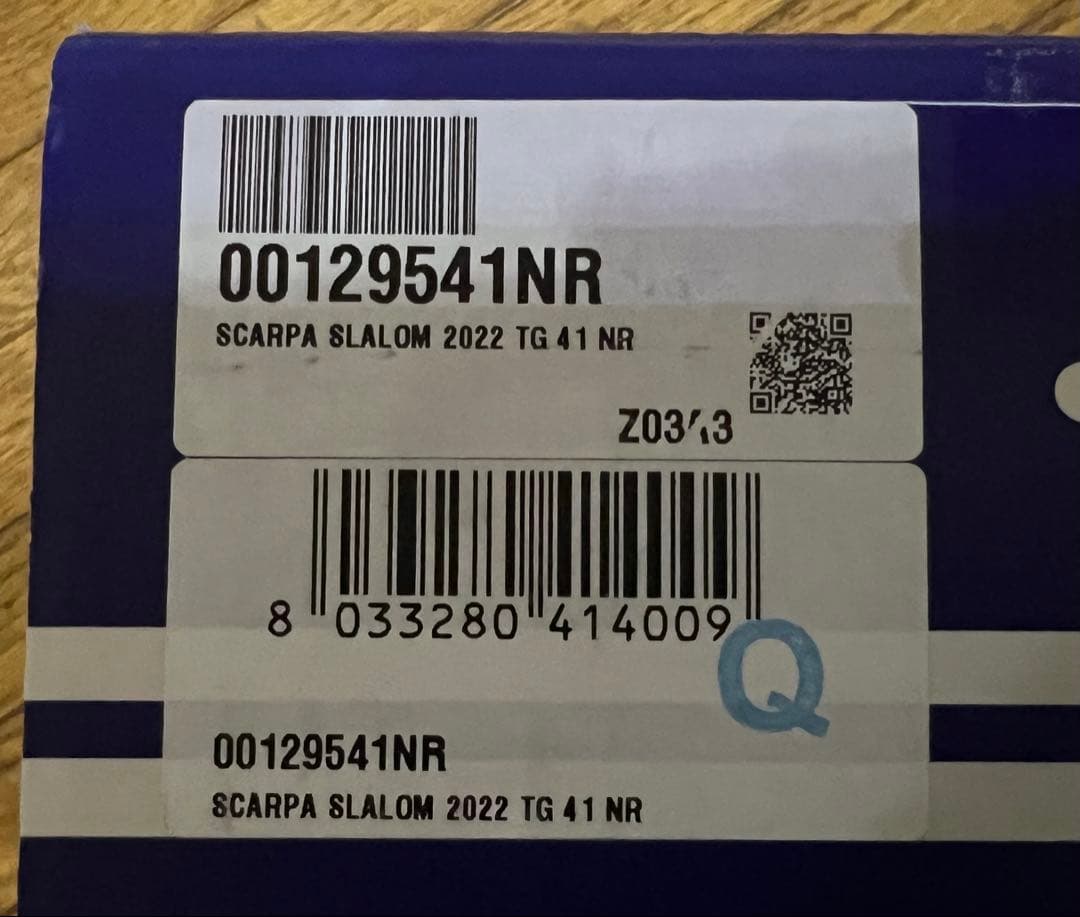 00129541NR
SCARPA SLALOM 2022 TG 41 NR
8 033280 414009
Q
00129541NR
SCARPA SLALOM 2022 TG 41 NR